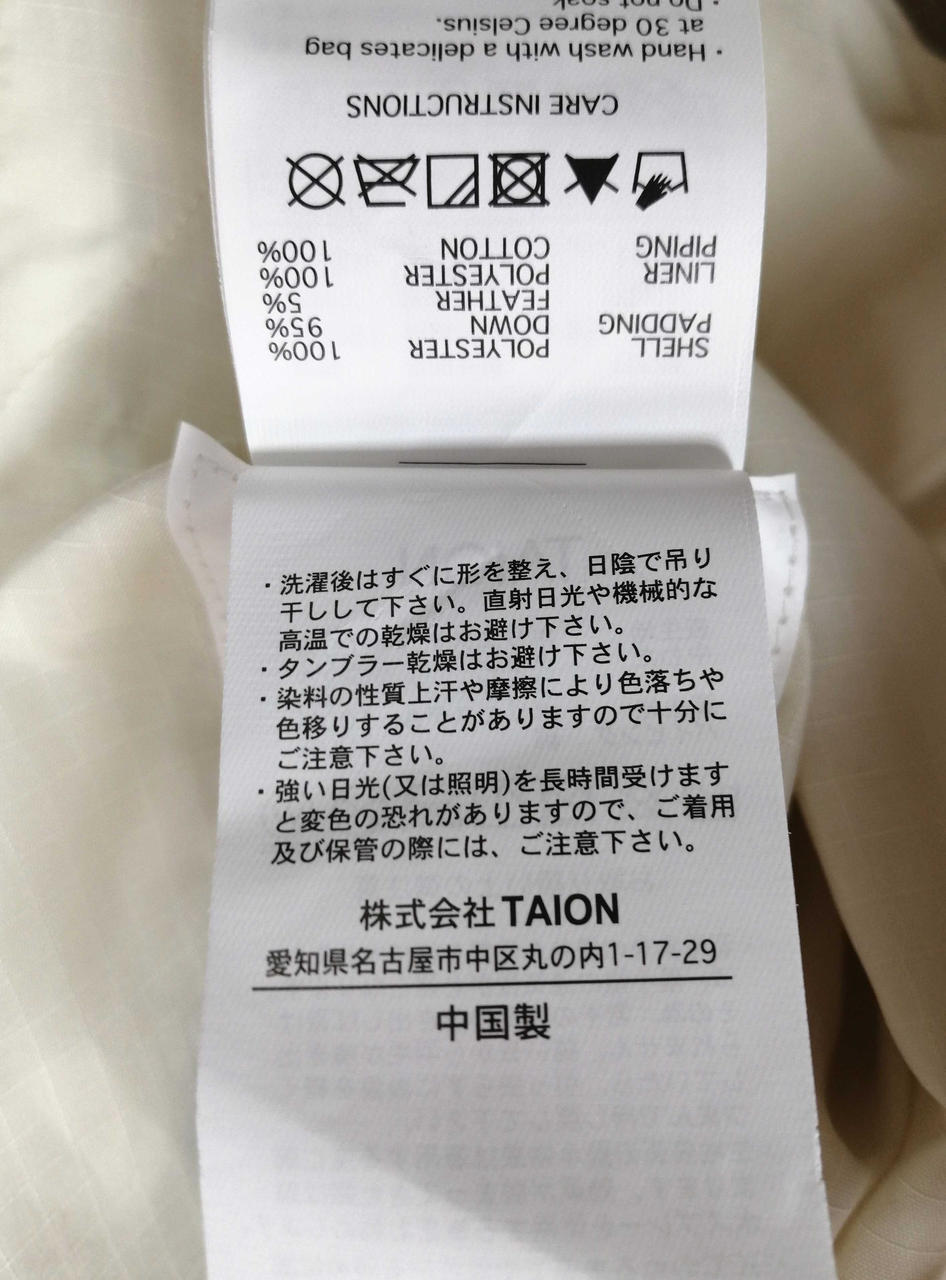 SHELL POLYESTER 100%
PADDING DOWN 95%
FEATHER 5%
LINER POLYESTER 100%
PIPING COTTON 100%
CARE INSTRUCTIONS
・Hand wash with a delicates bag
at 30 degree Celsius.
・Do not soak
・洗濯後はすぐに形を整え、日陰で吊り
干しして下さい。直射日光や機械的な
高温での乾燥はお避け下さい。
・タンブラー乾燥はお避け下さい。
・染料の性質上汗や摩擦により色落ちや
色移りすることがありますので十分に
ご注意下さい。
・強い日光(又は照明)を長時間受けます
と変色の恐れがありますので、ご着用
及び保管の際には、ご注意下さい。
株式会社 TAION
愛知県名古屋市中区丸の内1-17-29
中国製